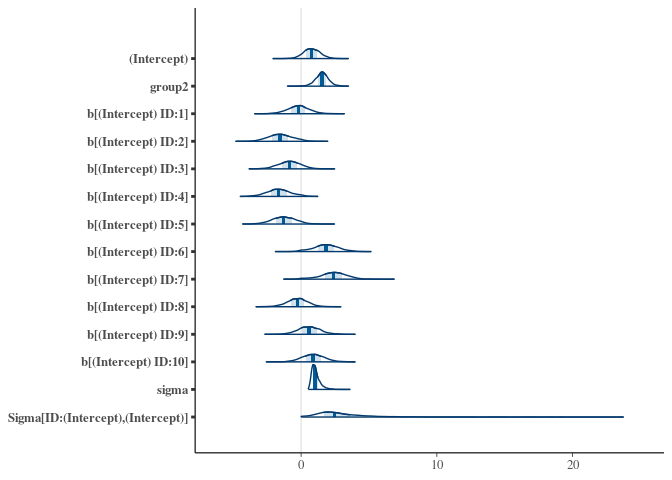 (Intercept)
group2
b[(Intercept) ID:1]
b[(Intercept) ID:2]
b[(Intercept) ID:3]
b[(Intercept) ID:4]
b[(Intercept) ID:5]
b[(Intercept) ID:6]
b[(Intercept) ID:7]
b[(Intercept) ID:8]
b[(Intercept) ID:9]
b[(Intercept) ID:10]
sigma
Sigma[ID:(Intercept),(Intercept)]
0 10 20